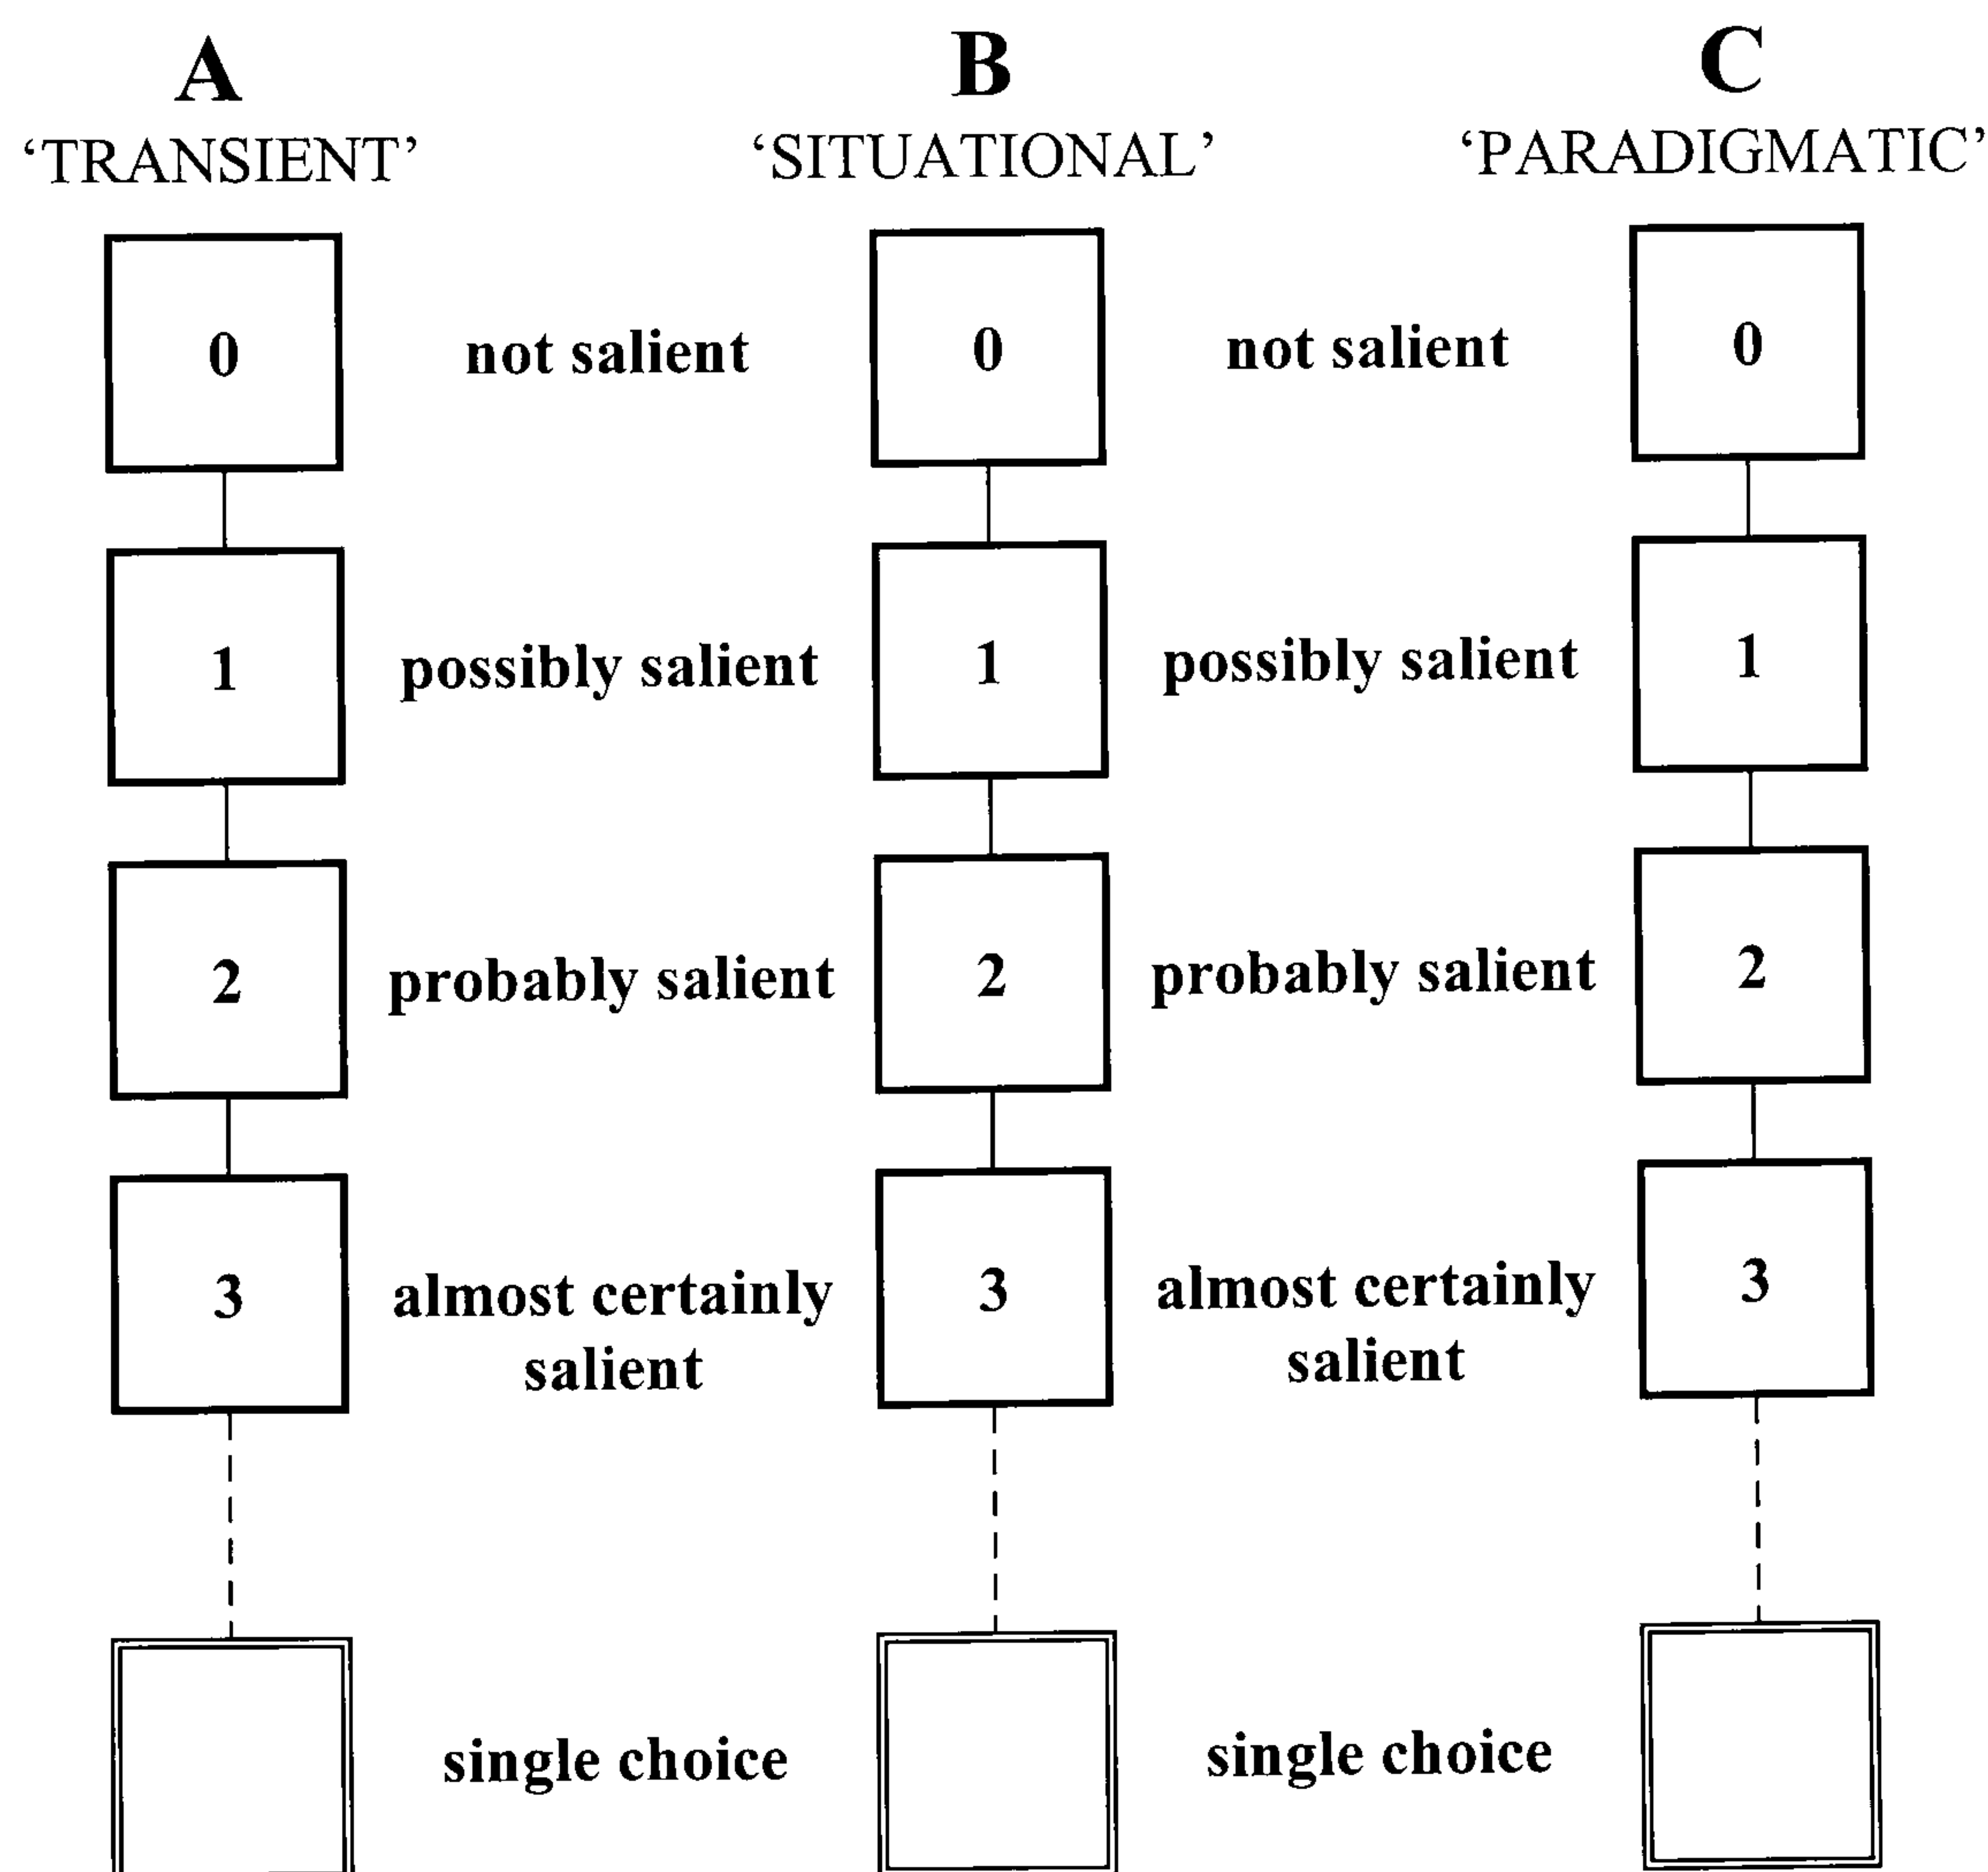 A B C
‘TRANSIENT’ ‘SITUATIONAL’ ‘PARADIGMATIC’
0 not salient 0 not salient 0
1 possibly salient 1 possibly salient 1
2 probably salient 2 probably salient 2
3 almost certainly 3 almost certainly 3
salient salient
single choice single choice